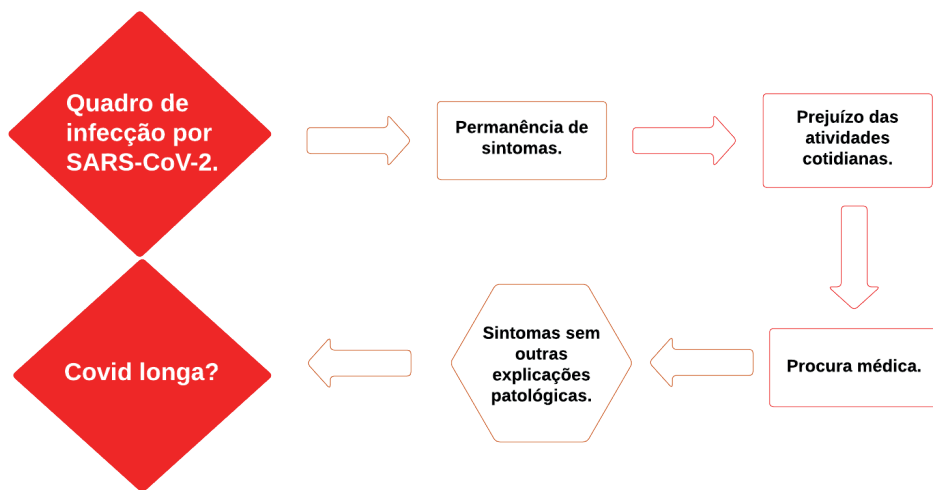 Quadro de
infecção por
SARS-CoV-2.
Permanência de
sintomas.
Prejuízo das
atividades
cotidianas.
Procura médica.
Sintomas sem
outras
explicações
patológicas.
Covid longa?